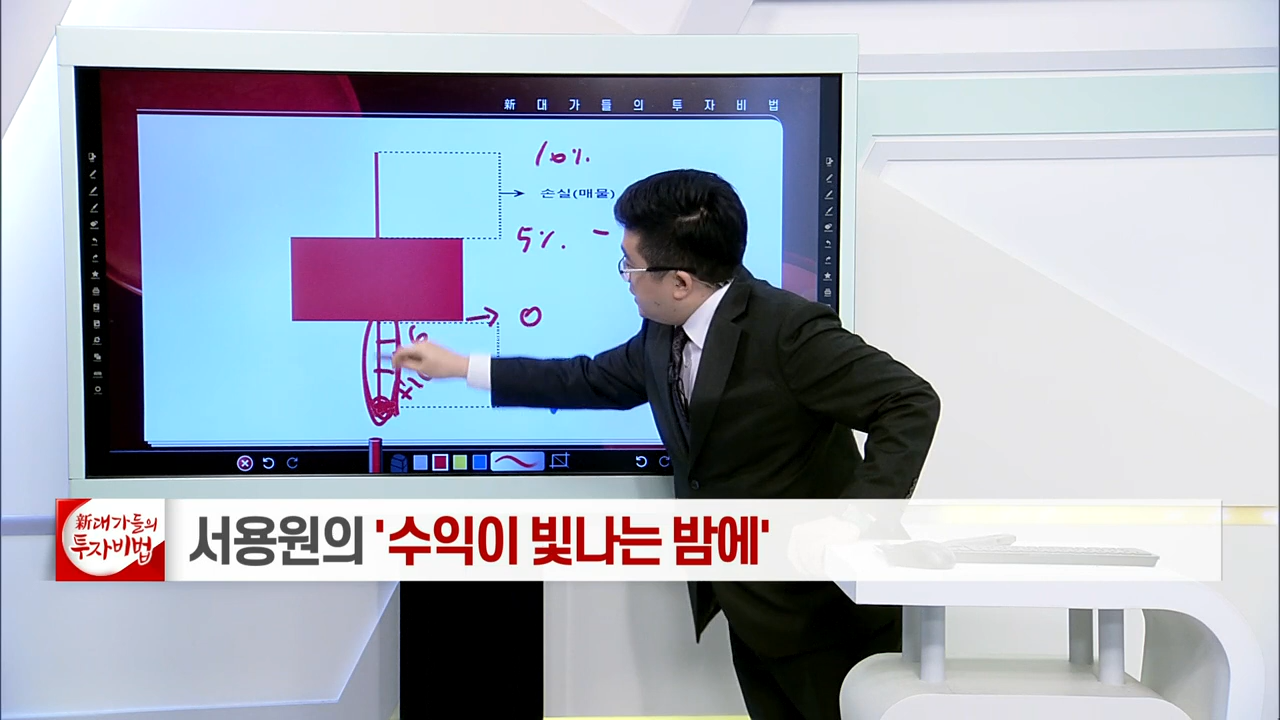 新 대 가 들 의 투 자 비 법
10%.
손실(매물)
5%. -
→ 0
新대가들의
투자비법
서용원의 '수익이 빛나는 밤에'